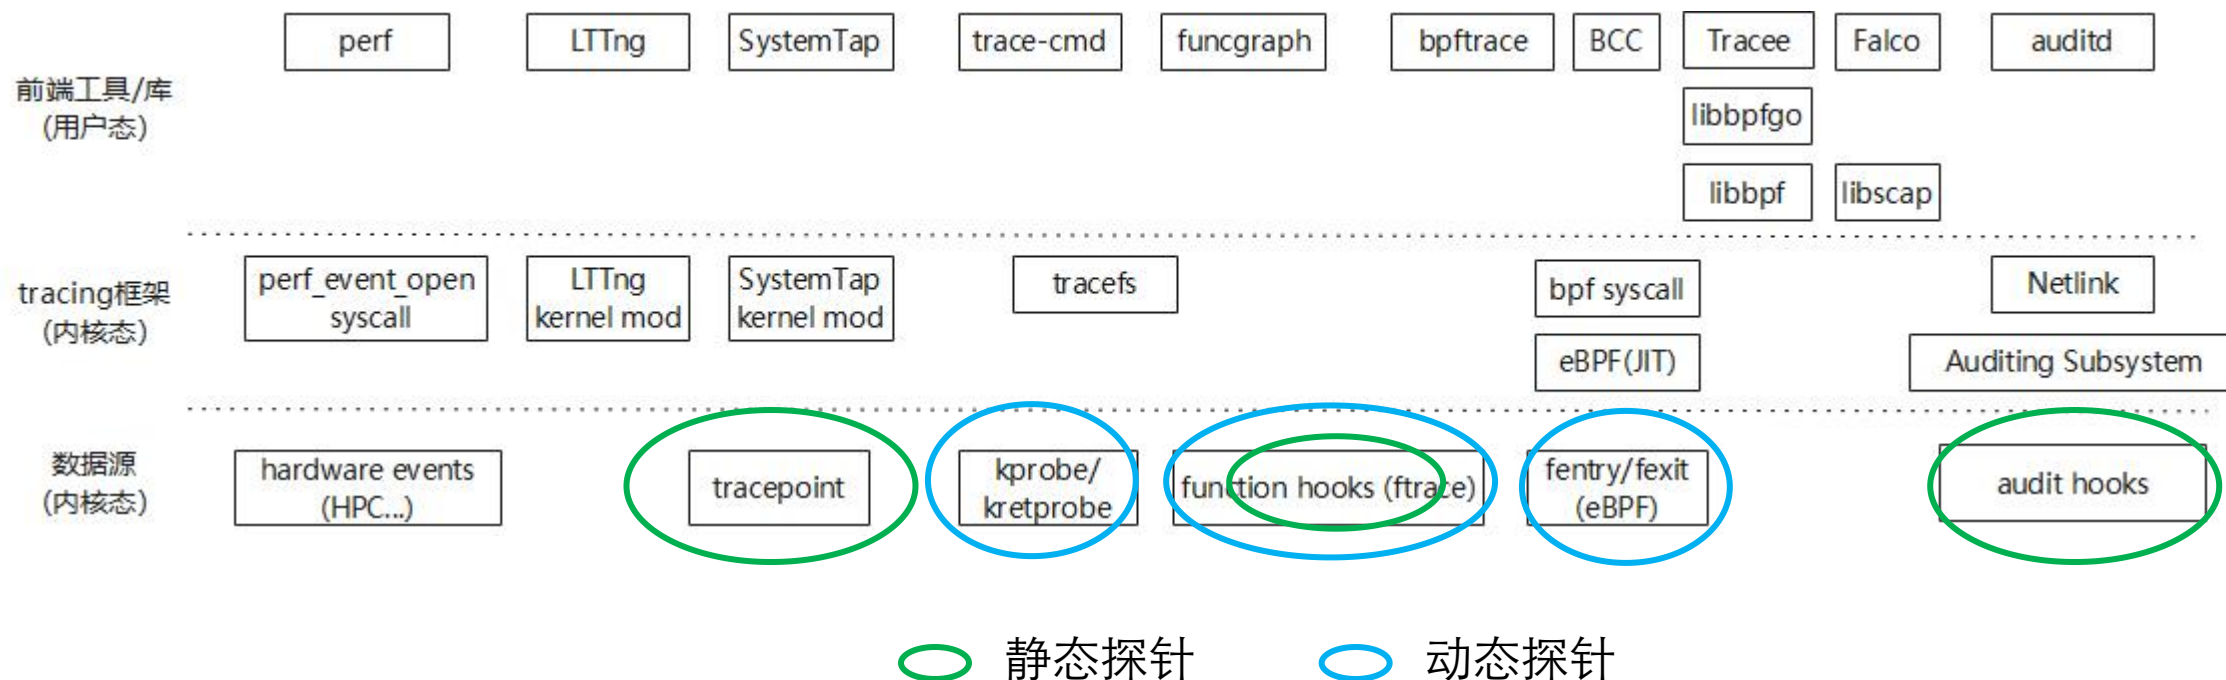 perf
LTTng
SystemTap
trace-cmd
funcgraph
bpftrace
BCC
Tracee
Falco
auditd
前端工具/库
(用户态)
libbpfgo
libbpf
libscap
tracing框架
(内核态)
perf_event_open
syscall
LTTng
kernel mod
SystemTap
kernel mod
tracefs
bpf syscall
eBPF(JIT)
Netlink
Auditing Subsystem
数据源
(内核态)
hardware events
(HPC...)
tracepoint
kprobe/
kretprobe
function hooks (ftrace)
fentry/fexit
(eBPF)
audit hooks
静态探针
动态探针